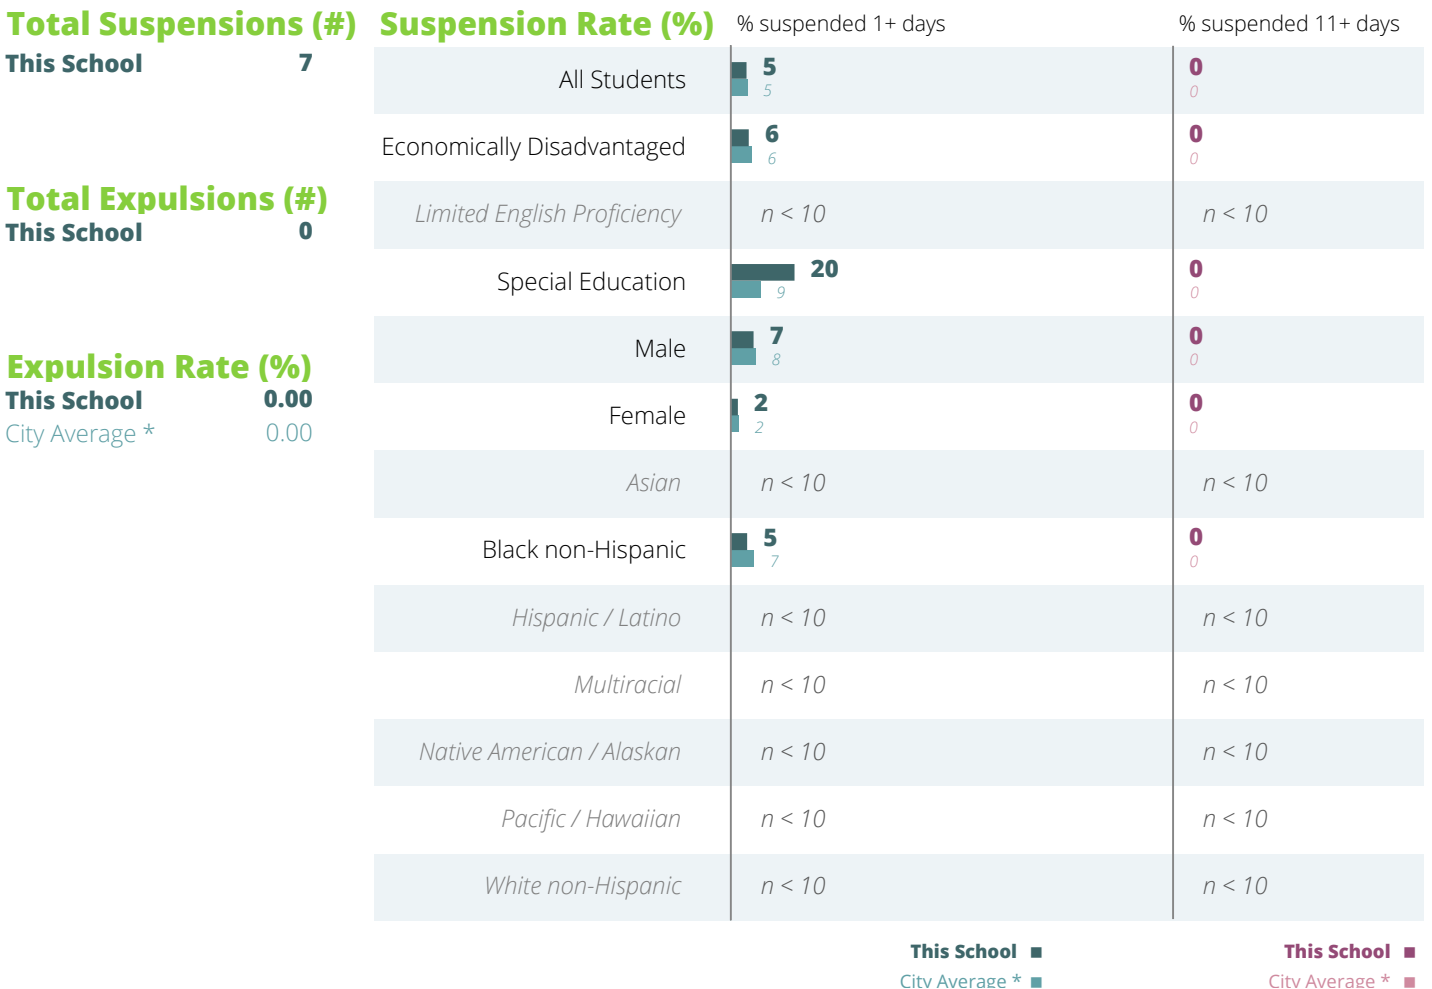 Total Suspensions (#)
This School 7
Total Expulsions (#)
This School 0
Expulsion Rate (%)
This School 0.00
City Average * 0.00
Suspension Rate (%) % suspended 1+ days % suspended 11+ days
All Students 5 0
5 0
Economically Disadvantaged 6 0
6 0
Limited English Proficiency n < 10 n < 10
Special Education 20 0
9 0
Male 7 0
8 0
Female 2 0
2 0
Asian n < 10 n < 10
Black non-Hispanic 5 0
7 0
Hispanic / Latino n < 10 n < 10
Multiracial n < 10 n < 10
Native American / Alaskan n < 10 n < 10
Pacific / Hawaiian n < 10 n < 10
White non-Hispanic n < 10 n < 10
This School This School
City Average * City Average *